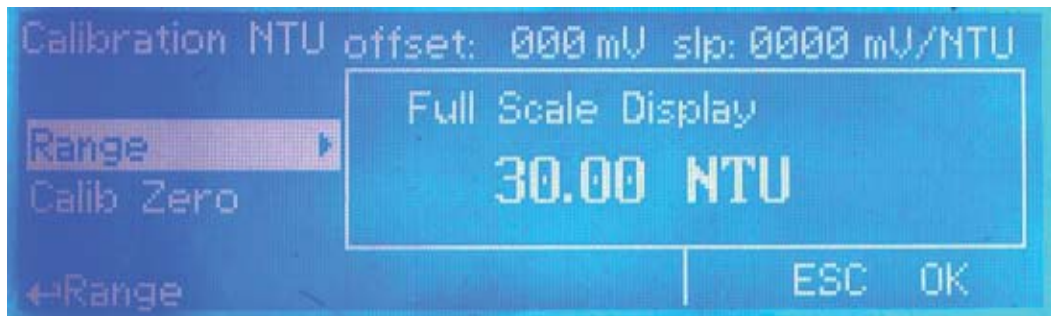 Calibration NTU offset: 000 mV slp: 0000 mV/NTU
Full Scale Display
Range
30.00 NTU
Calib Zero
↩Range ESC OK